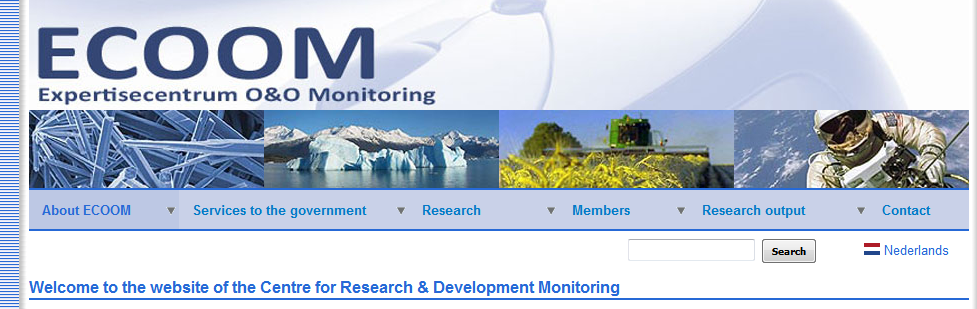 ECOOM
Expertisecentrum O&O Monitoring
About ECOOM Services to the government Research Members Research output Contact
Search Nederlands
Welcome to the website of the Centre for Research & Development Monitoring